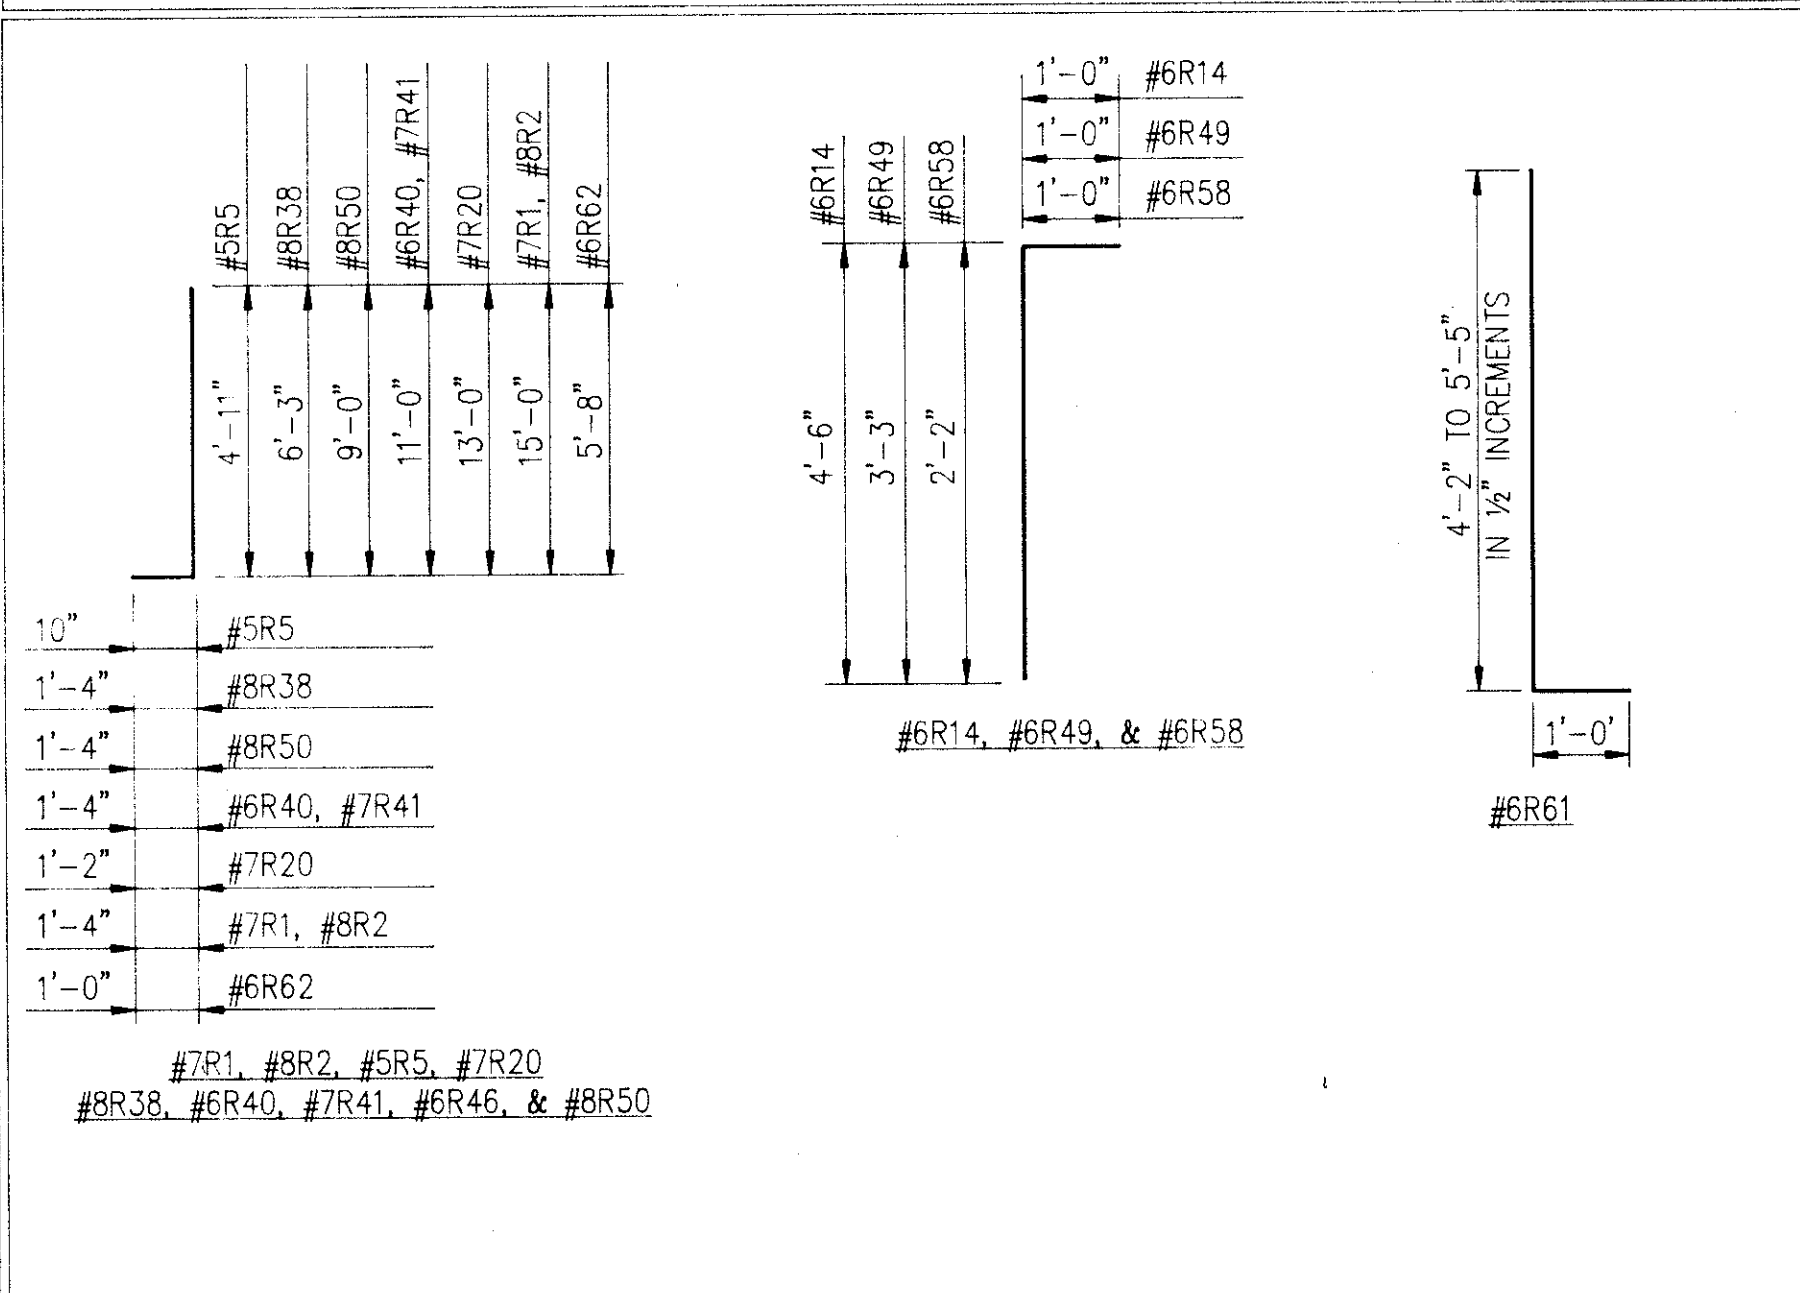 #5R5
#8R38
#8R50
#6R40, #7R41
#7R20
#7R1, #8R2
#6R62
4'-11"
6'-3"
9'-0"
11'-0"
13'-0"
15'-0"
5'-8"
10" #5R5
1'-4" #8R38
1'-4" #8R50
1'-4" #6R40, #7R41
1'-2" #7R20
1'-4" #7R1, #8R2
1'-0" #6R62
#7R1, #8R2, #5R5, #7R20
#8R38, #6R40, #7R41, #6R46, & #8R50
1'-0" #6R14
1'-0" #6R49
1'-0" #6R58
#6R14
#6R49
#6R58
4'-6"
3'-3"
2'-2"
#6R14, #6R49, & #6R58
4'-2" TO 5'-5"
IN ½" INCREMENTS
1'-0'
#6R61